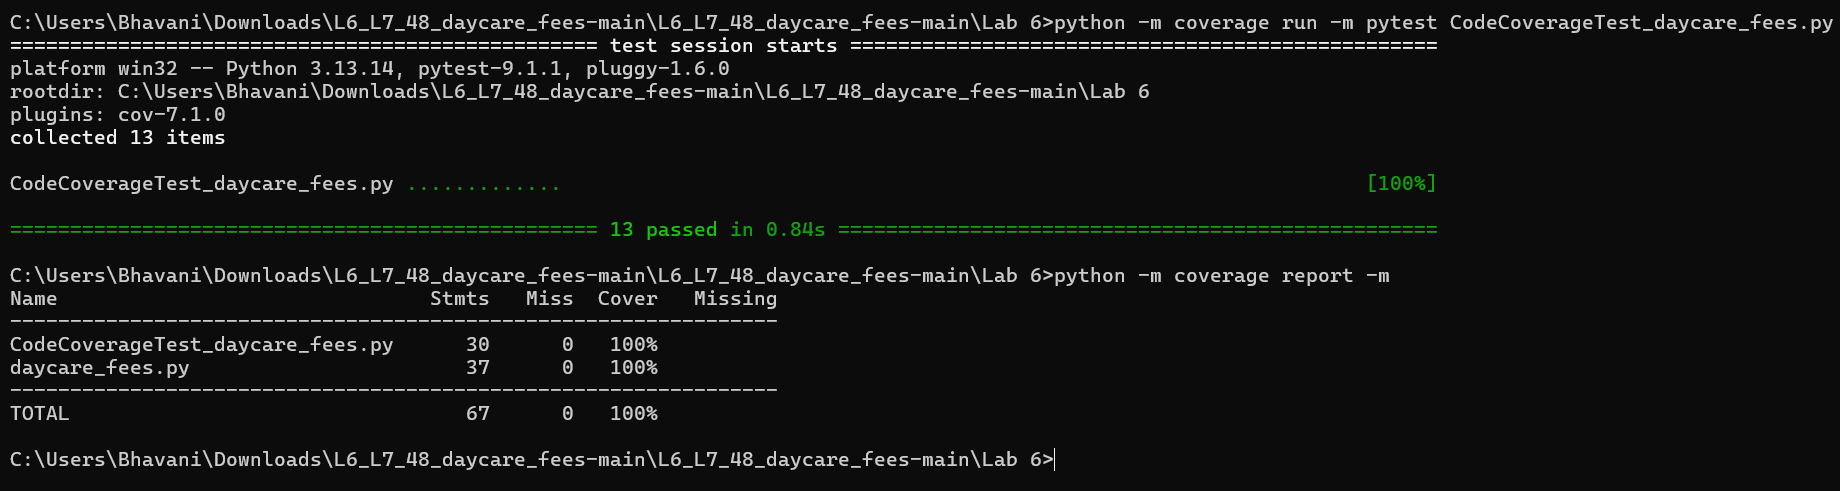 C:\Users\Bhavani\Downloads\L6_L7_48_daycare_fees-main\L6_L7_48_daycare_fees-main\Lab 6>python -m coverage run -m pytest CodeCoverageTest_daycare_fees.py
================================================= test session starts =================================================
platform win32 -- Python 3.13.14, pytest-9.1.1, pluggy-1.6.0
rootdir: C:\Users\Bhavani\Downloads\L6_L7_48_daycare_fees-main\L6_L7_48_daycare_fees-main\Lab 6
plugins: cov-7.1.0
collected 13 items
CodeCoverageTest_daycare_fees.py .............                                                                   [100%]
================================================= 13 passed in 0.84s ==================================================
C:\Users\Bhavani\Downloads\L6_L7_48_daycare_fees-main\L6_L7_48_daycare_fees-main\Lab 6>python -m coverage report -m
Name                               Stmts   Miss  Cover   Missing
----------------------------------------------------------------
CodeCoverageTest_daycare_fees.py      30      0   100%
daycare_fees.py                       37      0   100%
----------------------------------------------------------------
TOTAL                                 67      0   100%
C:\Users\Bhavani\Downloads\L6_L7_48_daycare_fees-main\L6_L7_48_daycare_fees-main\Lab 6>